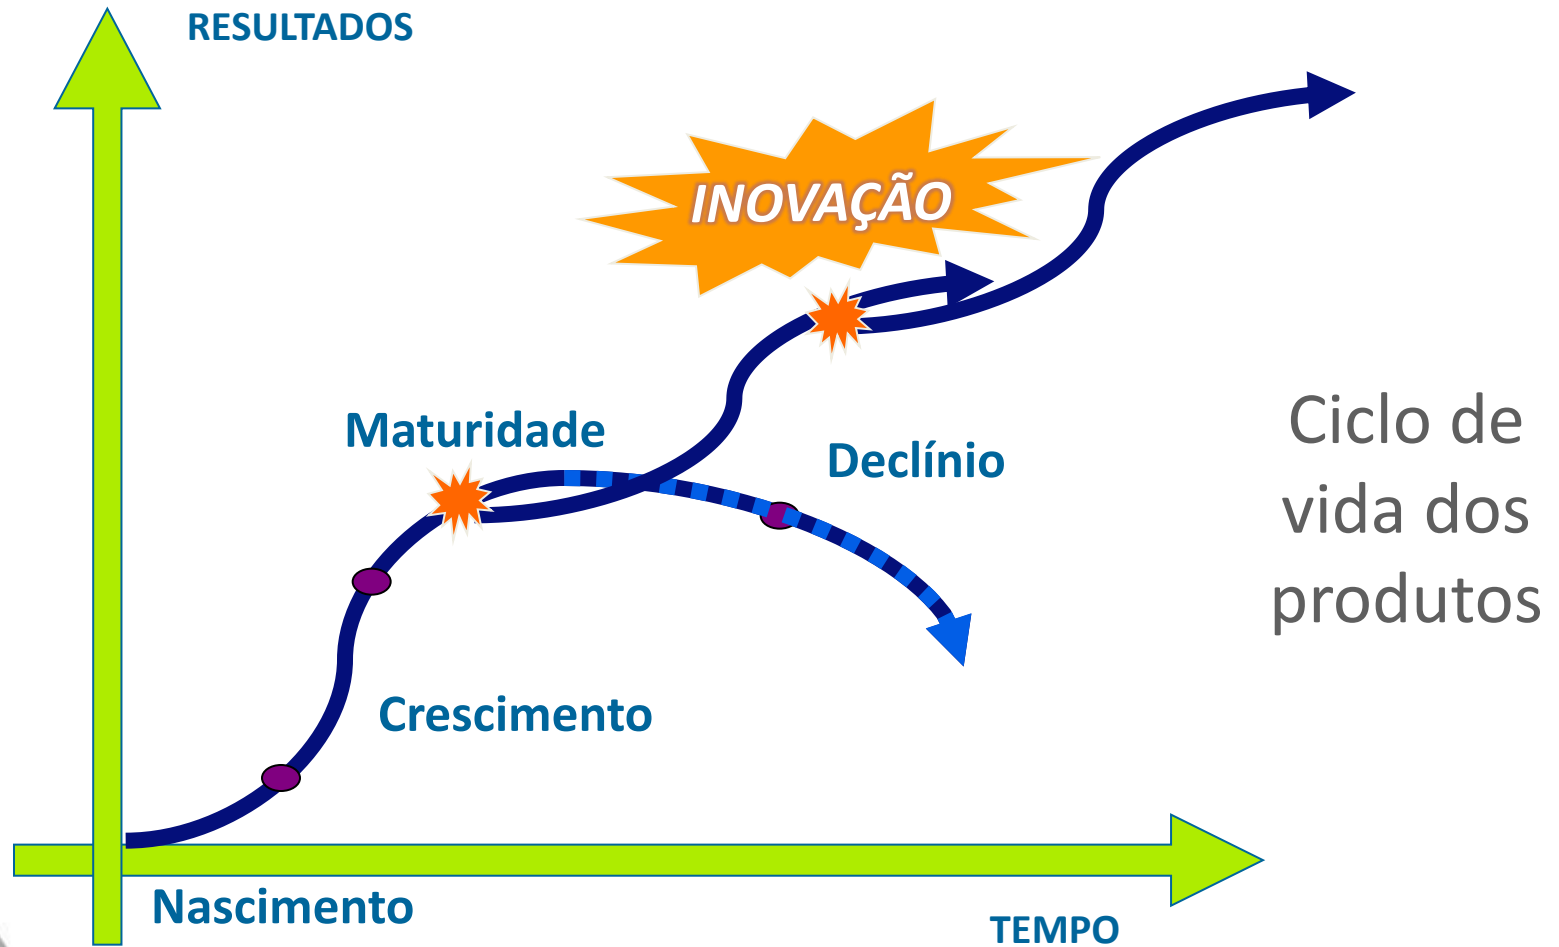 RESULTADOS
INOVAÇÃO
Maturidade
Declínio
Ciclo de
vida dos
produtos
Crescimento
Nascimento
TEMPO